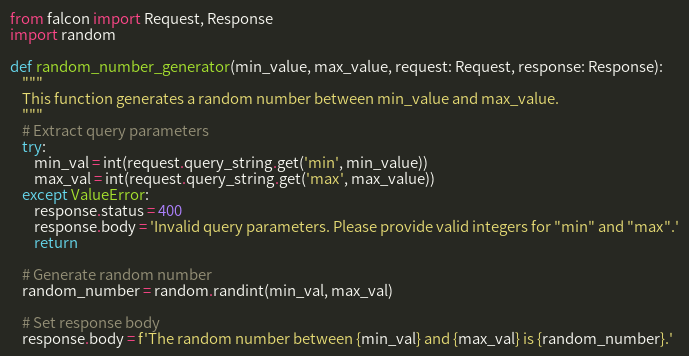 from falcon import Request, Response
import random

def random_number_generator(min_value, max_value, request: Request, response: Response):
    """
    This function generates a random number between min_value and max_value.
    """
    # Extract query parameters
    try:
        min_val = int(request.query_string.get('min', min_value))
        max_val = int(request.query_string.get('max', max_value))
    except ValueError:
        response.status = 400
        response.body = 'Invalid query parameters. Please provide valid integers for "min" and "max".'
        return

    # Generate random number
    random_number = random.randint(min_val, max_val)

    # Set response body
    response.body = f'The random number between {min_val} and {max_val} is {random_number}.'